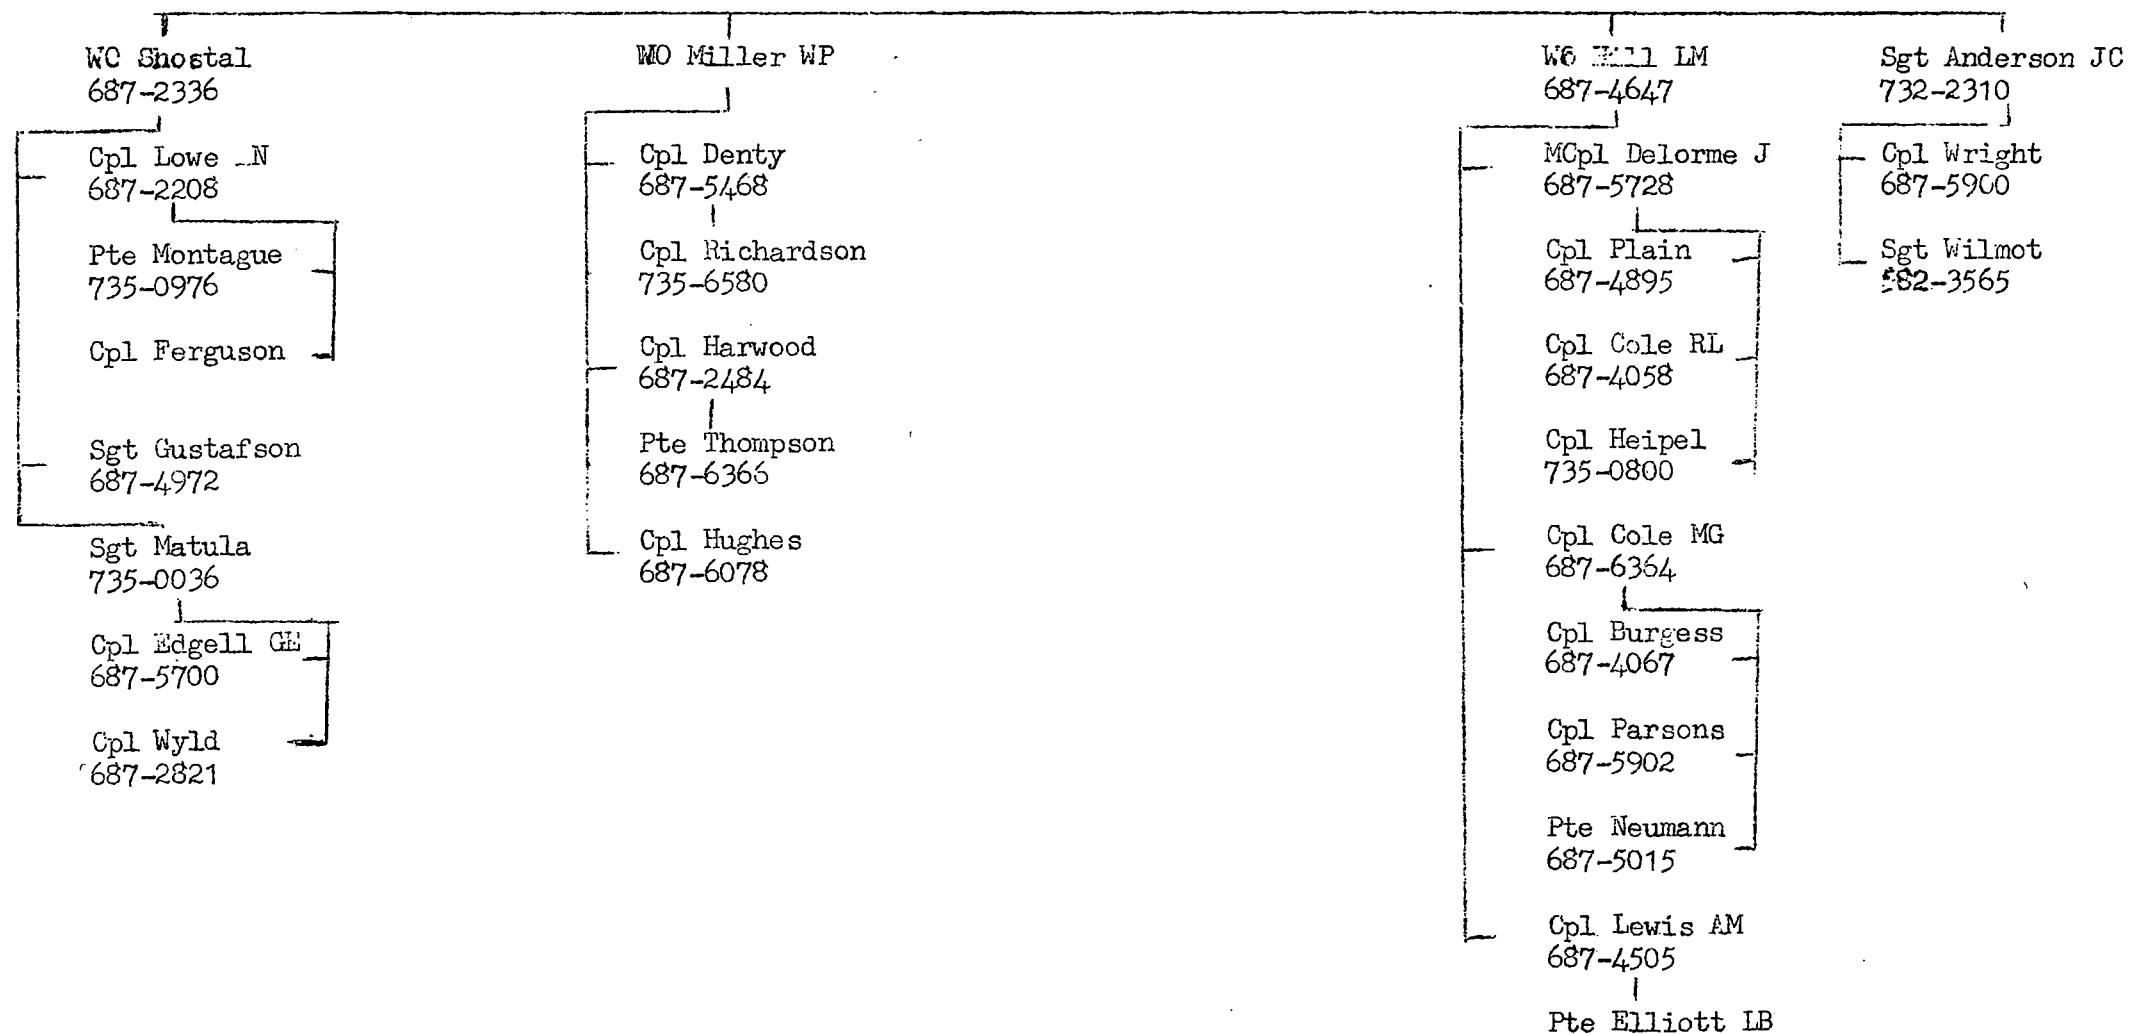 WO Shostal
687-2336
Cpl Lowe N
687-2208
Pte Montague
735-0976
Cpl Ferguson
Sgt Gustafson
687-4972
Sgt Matula
735-0036
Cpl Edgell GE
687-5700
Cpl Wyld
687-2821
WO Miller WP
Cpl Denty
687-5468
Cpl Richardson
735-6580
Cpl Harwood
687-2484
Pte Thompson
687-6366
Cpl Hughes
687-6078
WO Hill LM
687-4647
MCpl Delorme J
687-5728
Cpl Plain
687-4895
Cpl Cole RL
687-4058
Cpl Heipel
735-0800
Cpl Cole MG
687-6364
Cpl Burgess
687-4067
Cpl Parsons
687-5902
Pte Neumann
687-5015
Cpl Lewis AM
687-4505
Pte Elliott LB
Sgt Anderson JC
732-2310
Cpl Wright
687-5900
Sgt Wilmot